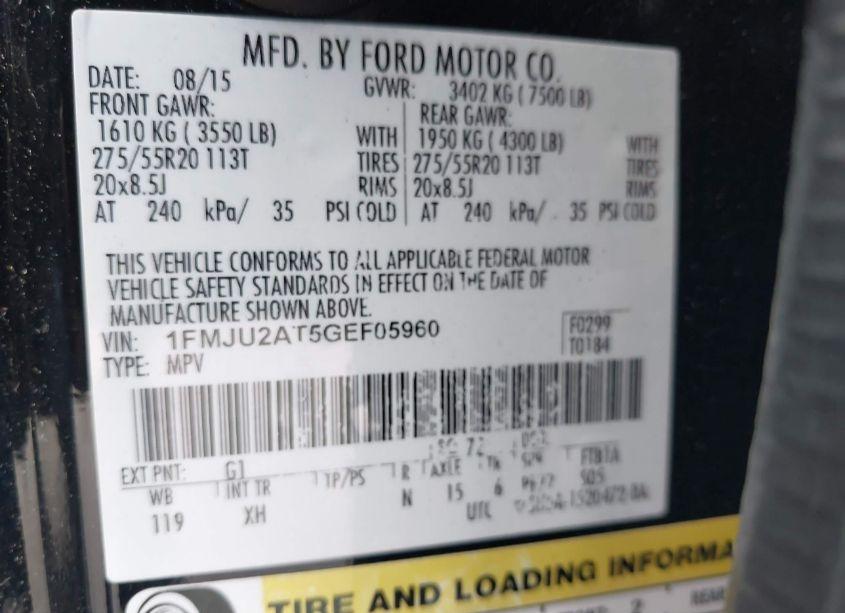 MFD. BY FORD MOTOR CO.
DATE: 08/15 GVWR: 3402 KG ( 7500 LB)
FRONT GAWR: REAR GAWR:
1610 KG ( 3550 LB) WITH 1950 KG ( 4300 LB) WITH
275/55R20 113T TIRES 275/55R20 113T TIRES
20x8.5J RIMS 20x8.5J RIMS
AT 240 kPa/ 35 PSI COLD AT 240 kPa/ 35 PSI COLD
THIS VEHICLE CONFORMS TO ALL APPLICABLE FEDERAL MOTOR
VEHICLE SAFETY STANDARDS IN EFFECT ON THE DATE OF
MANUFACTURE SHOWN ABOVE.
VIN: 1FMJU2AT5GEF05960 F0299
TYPE: MPV T0184
EXT PNT: G1
WB INT TR TP/PS R AXLE TR
119 XH N 15 6
UTC
TIRE AND LOADING INFORMA
2